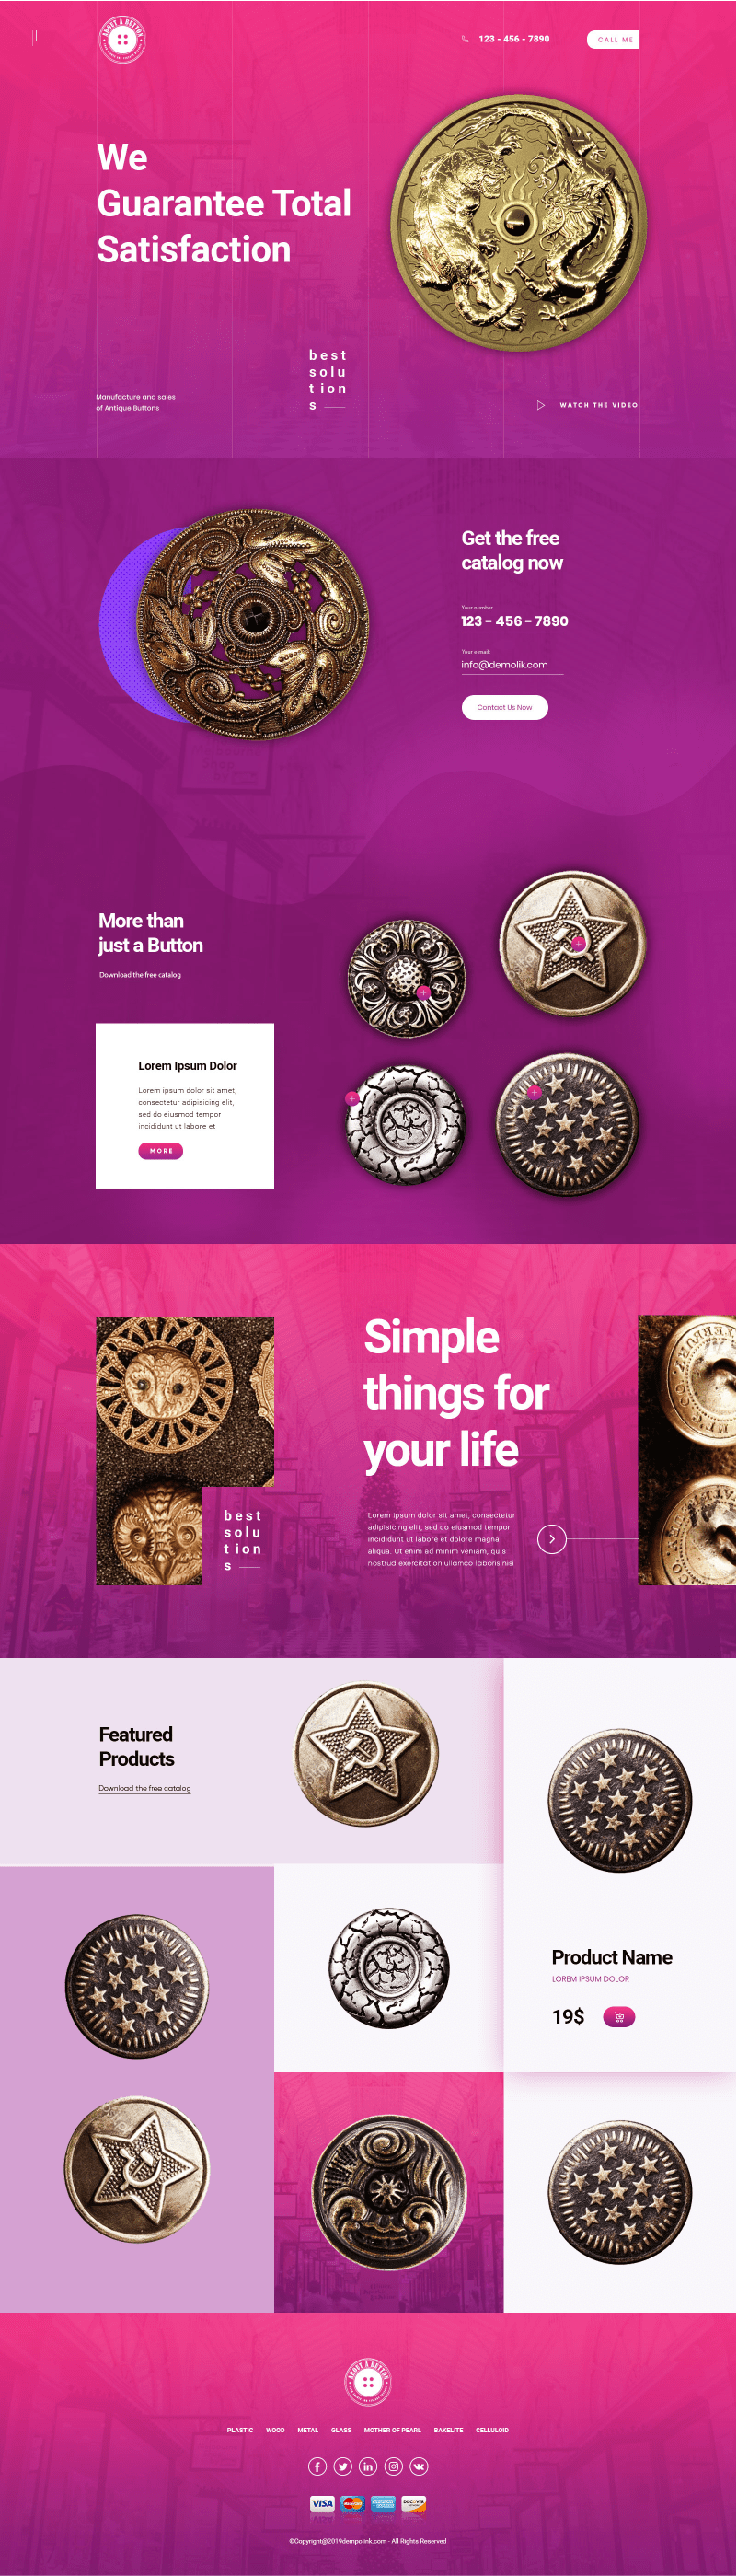 ABOUT A BUTTON
123 - 456 - 7890
CALL ME
We
Guarantee Total
Satisfaction
best
solu
tion
s
Manufacture and sales
of Antique Buttons
WATCH THE VIDEO
Get the free
catalog now
Your number
123 - 456 - 7890
Your e-mail:
info@demolik.com
Contact Us Now
More than
just a Button
Download the free catalog
Lorem Ipsum Dolor
Lorem ipsum dolor sit amet,
consectetur adipisicing elit,
sed do eiusmod tempor
incididunt ut labore et
MORE
Simple
things for
your life
best
solu
tion
s
Lorem ipsum dolor sit amet, consectetur
adipisicing elit, sed do eiusmod tempor
incididunt ut labore et dolore magna
aliqua. Ut enim ad minim veniam, quis
nostrud exercitation ullamco laboris nisi
Featured
Products
Download the free catalog
Product Name
LOREM IPSUM DOLOR
19$
ABOUT A BUTTON
PLASTIC WOOD METAL GLASS MOTHER OF PEARL BAKELITE CELLULOID
VISA DISCOVER
©Copyright@2019dempolink.com - All Rights Reserved